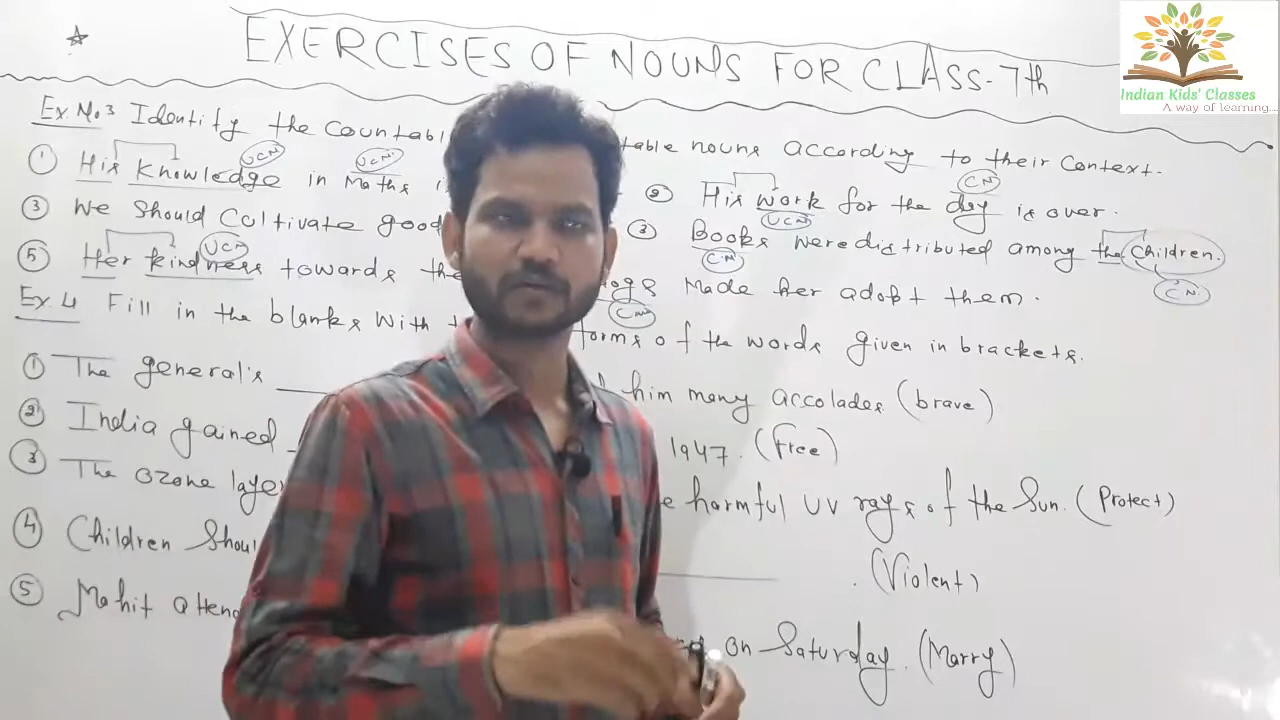 EXERCISES OF NOUNS FOR CLASS-7th
Indian Kids' Classes
A way of learning....
Ex.No.3 Identify the Countabl table nouns according to their Context.
① His Knowledge in Maths i
UCN UCN
② His work for the day is over.
UCN CN
③ We Should Cultivate good
③ Books were distributed among the Children.
CN CN
⑤ Her kindness towards the dogs Made her adopt them.
UCN CN
Ex.4 Fill in the blanks With t forms of the words given in brackets.
① The general's ____ him many accolades (brave)
② India gained 1947. (Free)
③ The Ozone layer e harmful UV rays of the Sun. (Protect)
④ Children Shoul ____ . (Violent)
⑤ Mohit attend on Saturday. (Marry)